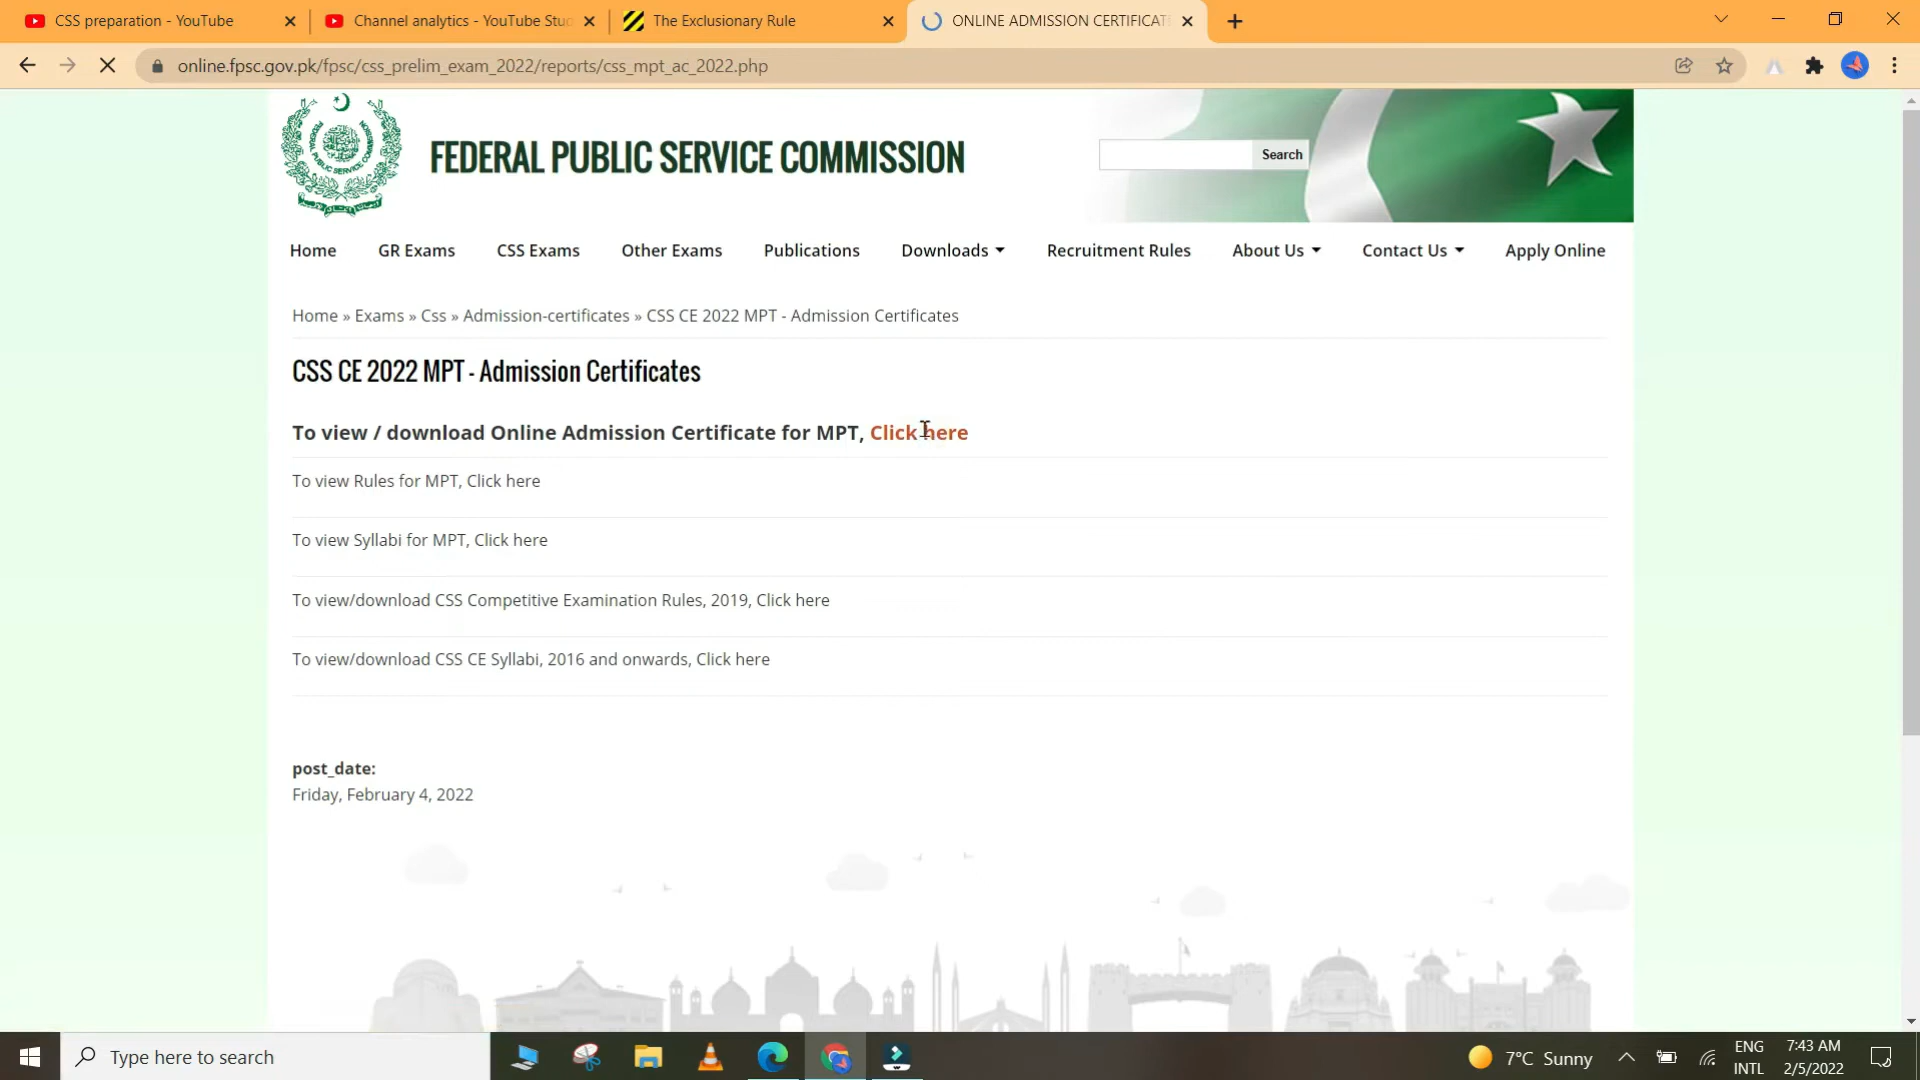 CSS preparation - YouTube
Channel analytics - YouTube Stu
The Exclusionary Rule
ONLINE ADMISSION CERTIFICAT
online.fpsc.gov.pk/fpsc/css_prelim_exam_2022/reports/css_mpt_ac_2022.php
FEDERAL PUBLIC SERVICE COMMISSION
Search
Home GR Exams CSS Exams Other Exams Publications Downloads Recruitment Rules About Us Contact Us Apply Online
Home » Exams » Css » Admission-certificates » CSS CE 2022 MPT - Admission Certificates
CSS CE 2022 MPT - Admission Certificates
To view / download Online Admission Certificate for MPT, Click here
To view Rules for MPT, Click here
To view Syllabi for MPT, Click here
To view/download CSS Competitive Examination Rules, 2019, Click here
To view/download CSS CE Syllabi, 2016 and onwards, Click here
post_date:
Friday, February 4, 2022
Type here to search
7°C Sunny
ENG
INTL
7:43 AM
2/5/2022